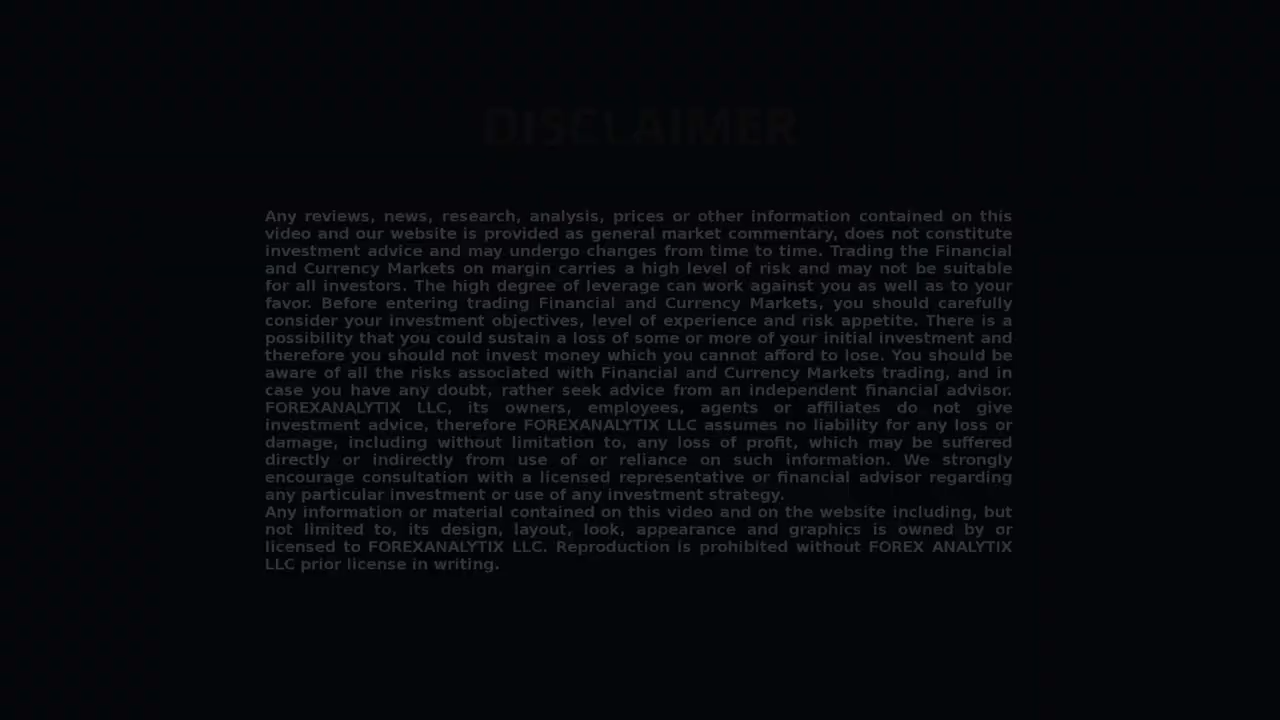 DISCLAIMER
Any reviews, news, research, analysis, prices or other information contained on this
video and our website is provided as general market commentary, does not constitute
investment advice and may undergo changes from time to time. Trading the Financial
and Currency Markets on margin carries a high level of risk and may not be suitable
for all investors. The high degree of leverage can work against you as well as to your
favor. Before entering trading Financial and Currency Markets, you should carefully
consider your investment objectives, level of experience and risk appetite. There is a
possibility that you could sustain a loss of some or more of your initial investment and
therefore you should not invest money which you cannot afford to lose. You should be
aware of all the risks associated with Financial and Currency Markets trading, and in
case you have any doubt, rather seek advice from an independent financial advisor.
FOREXANALYTIX LLC, its owners, employees, agents or affiliates do not give
investment advice, therefore FOREXANALYTIX LLC assumes no liability for any loss or
damage, including without limitation to, any loss of profit, which may be suffered
directly or indirectly from use of or reliance on such information. We strongly
encourage consultation with a licensed representative or financial advisor regarding
any particular investment or use of any investment strategy.
Any information or material contained on this video and on the website including, but
not limited to, its design, layout, look, appearance and graphics is owned by or
licensed to FOREXANALYTIX LLC. Reproduction is prohibited without FOREX ANALYTIX
LLC prior license in writing.